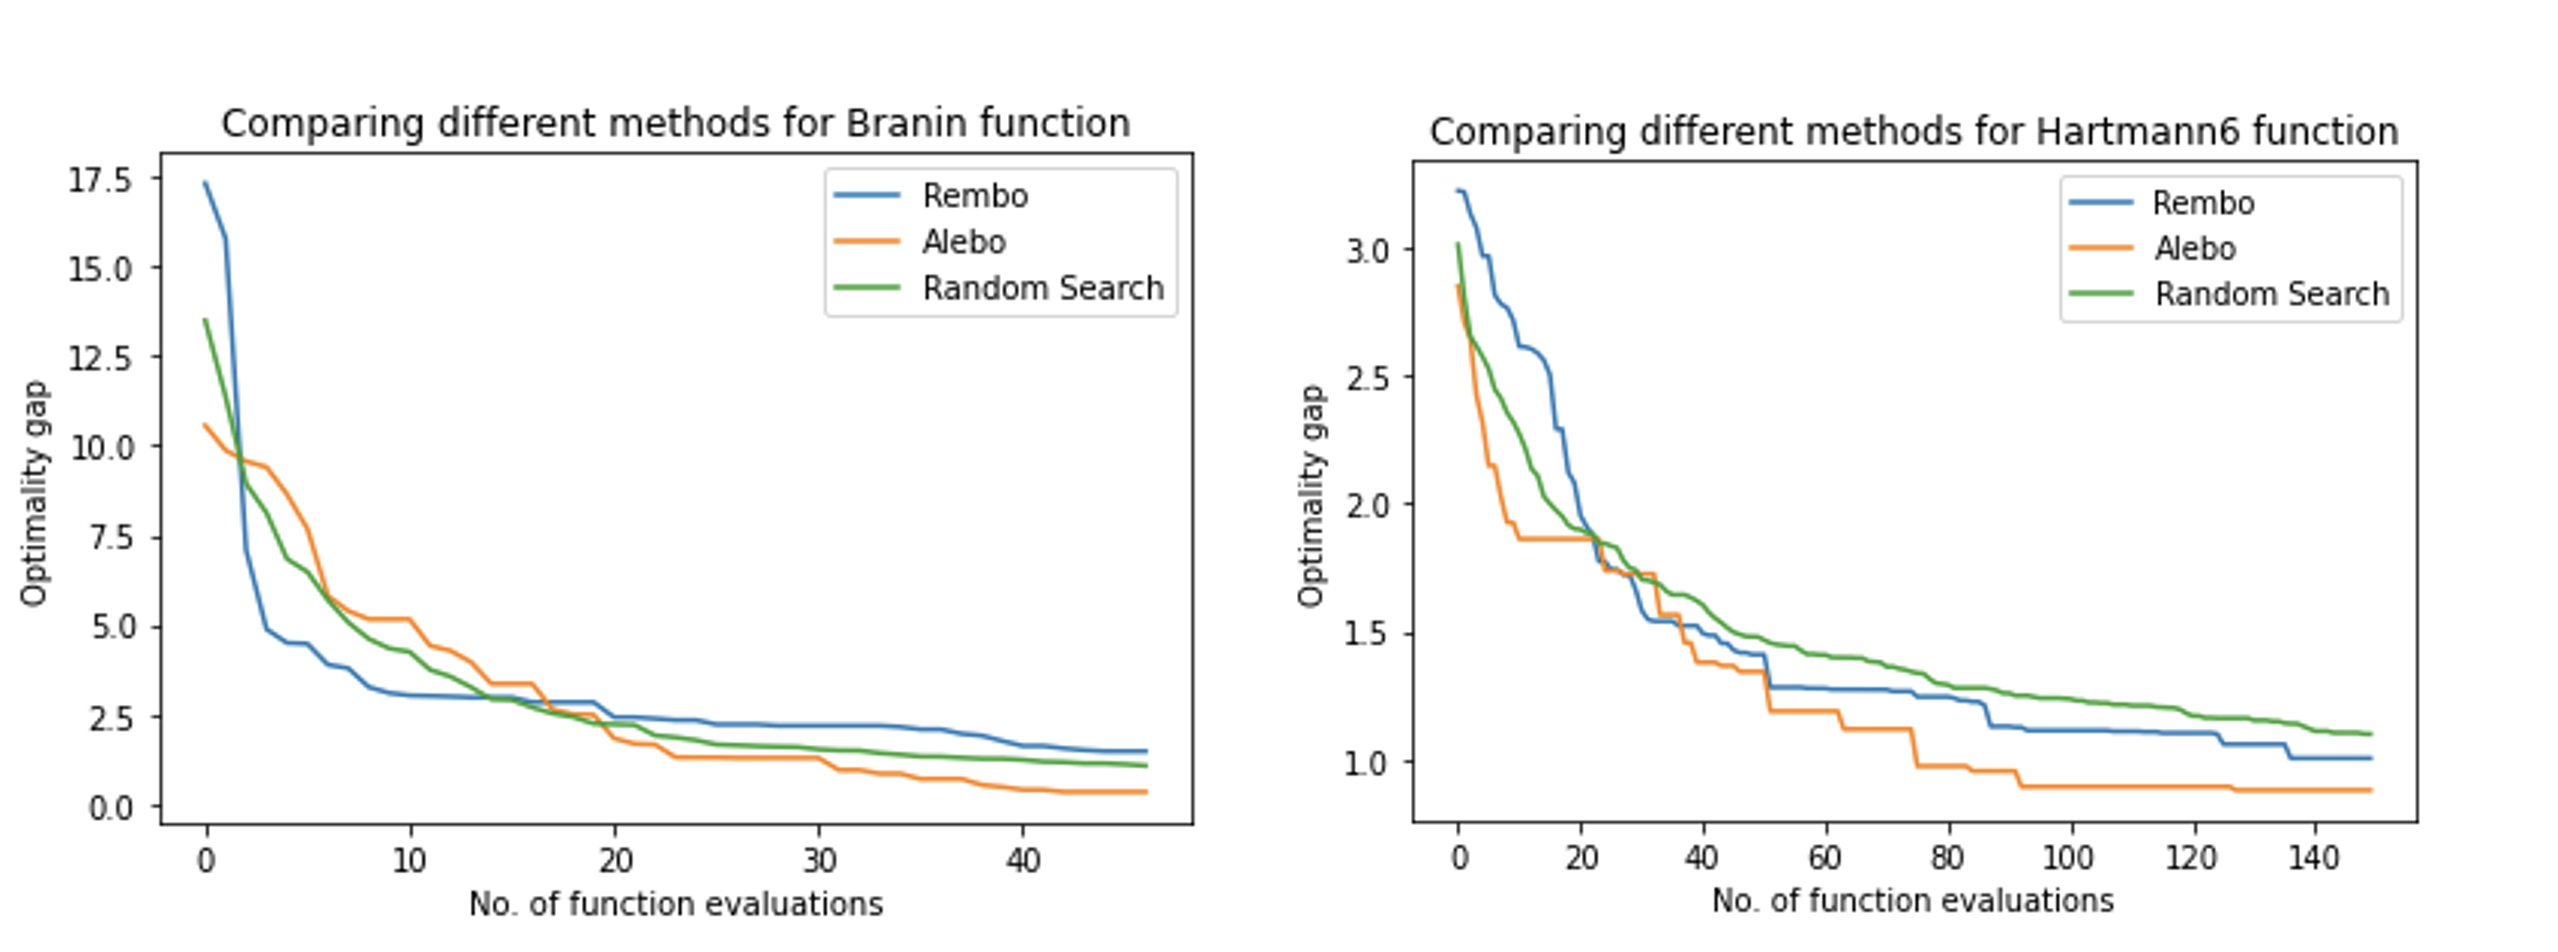 Comparing different methods for Branin function
17.5
15.0
12.5
10.0
7.5
5.0
2.5
0.0
Optimality gap
Rembo
Alebo
Random Search
0 10 20 30 40
No. of function evaluations
Comparing different methods for Hartmann6 function
3.0
2.5
2.0
1.5
1.0
Optimality gap
Rembo
Alebo
Random Search
0 20 40 60 80 100 120 140
No. of function evaluations